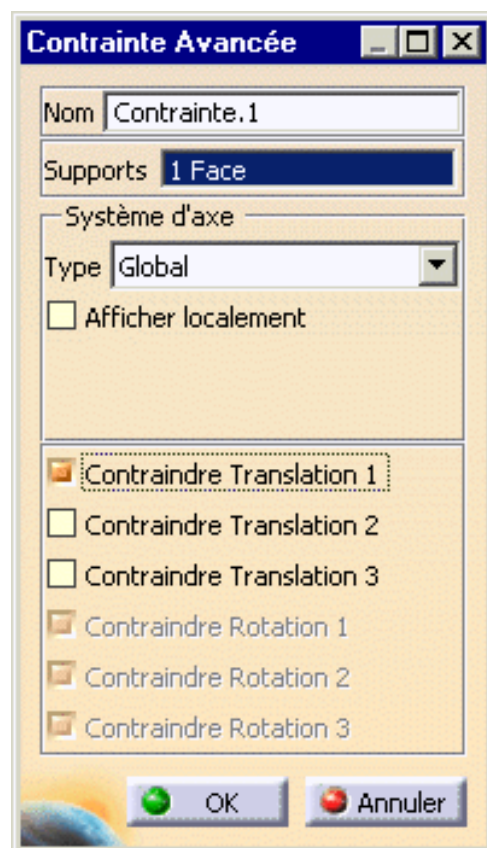 Contrainte Avancée
Nom Contrainte.1
Supports 1 Face
Système d'axe
Type Global
Afficher localement
Contraindre Translation 1
Contraindre Translation 2
Contraindre Translation 3
Contraindre Rotation 1
Contraindre Rotation 2
Contraindre Rotation 3
OK Annuler